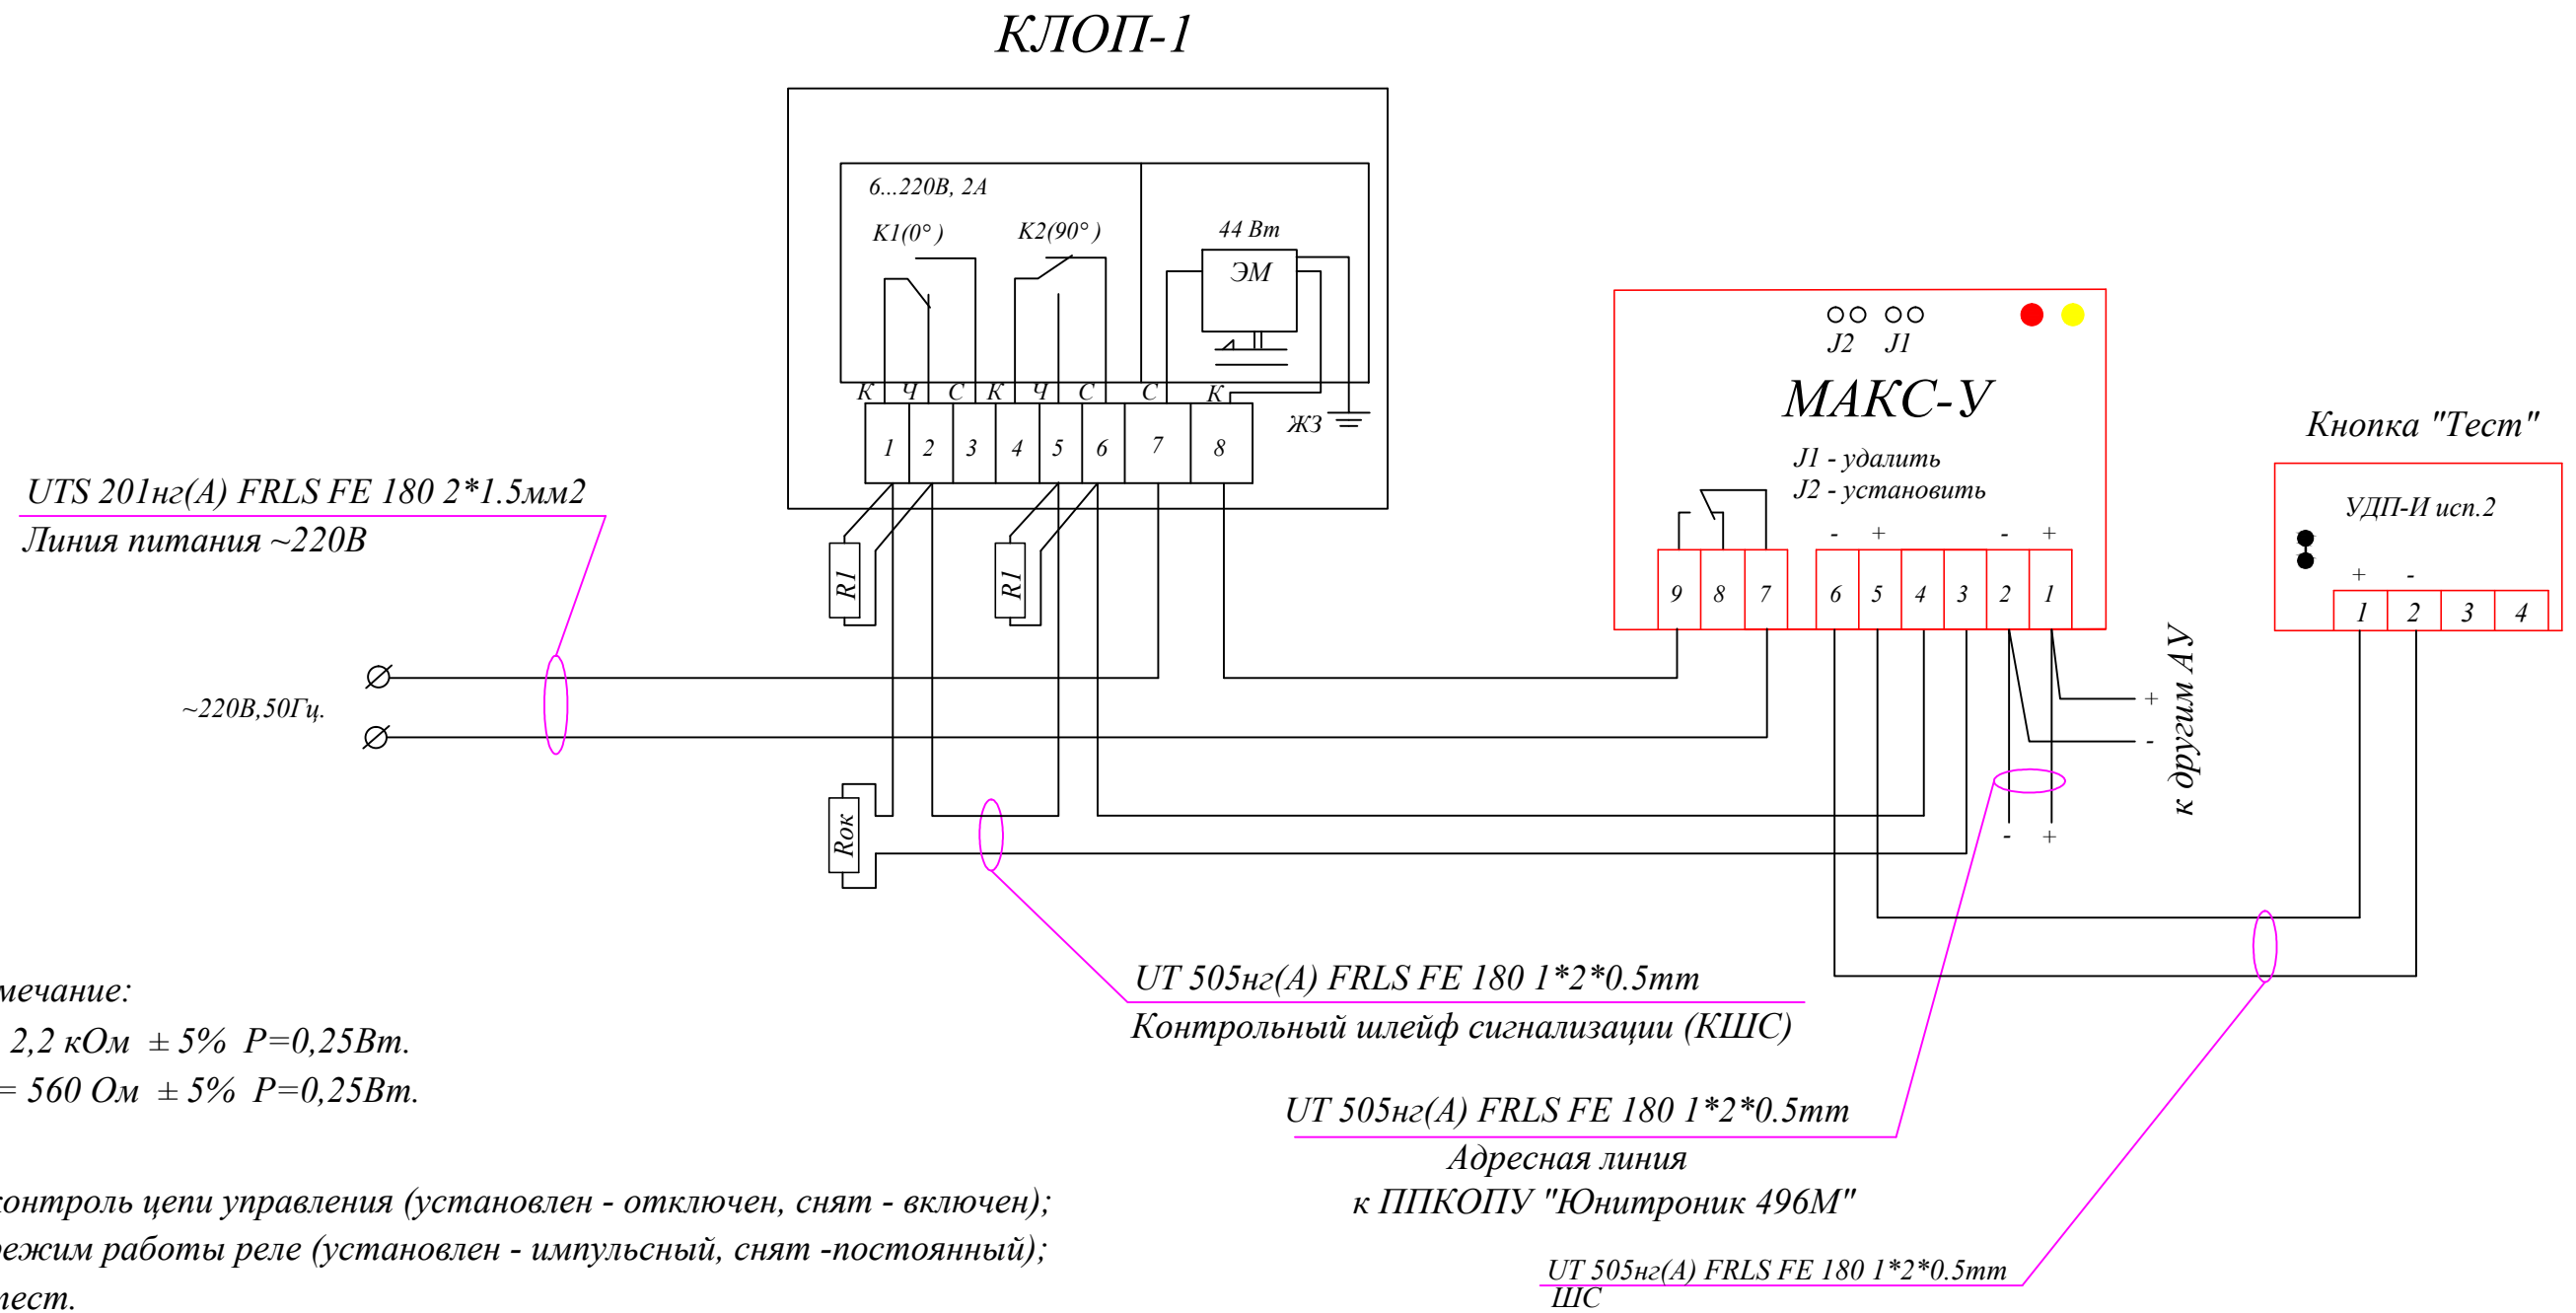 КЛОП-1
6...220В, 2А
К1(0°)
К2(90°)
44 Вт
ЭМ
К Ч С К Ч С С К
1 2 3 4 5 6 7 8
ЖЗ
J2 J1
МАКС-У
J1 - удалить
J2 - установить
- + - +
9 8 7 6 5 4 3 2 1
Кнопка "Тест"
УДП-И исп.2
+ -
1 2 3 4
UTS 201нг(А) FRLS FE 180 2*1.5мм2
Линия питания ~220В
R1
R1
~220В,50Гц.
+
-
к другим АУ
- +
Rок
UT 505нг(А) FRLS FE 180 1*2*0.5mm
Контрольный шлейф сигнализации (КШС)
UT 505нг(А) FRLS FE 180 1*2*0.5mm
Адресная линия
к ППКОПУ "Юнитроник 496М"
UT 505нг(А) FRLS FE 180 1*2*0.5mm
ШС
мечание:
2,2 кОм ± 5% P=0,25Вт.
= 560 Ом ± 5% P=0,25Вт.
контроль цепи управления (установлен - отключен, снят - включен);
режим работы реле (установлен - импульсный, снят -постоянный);
тест.